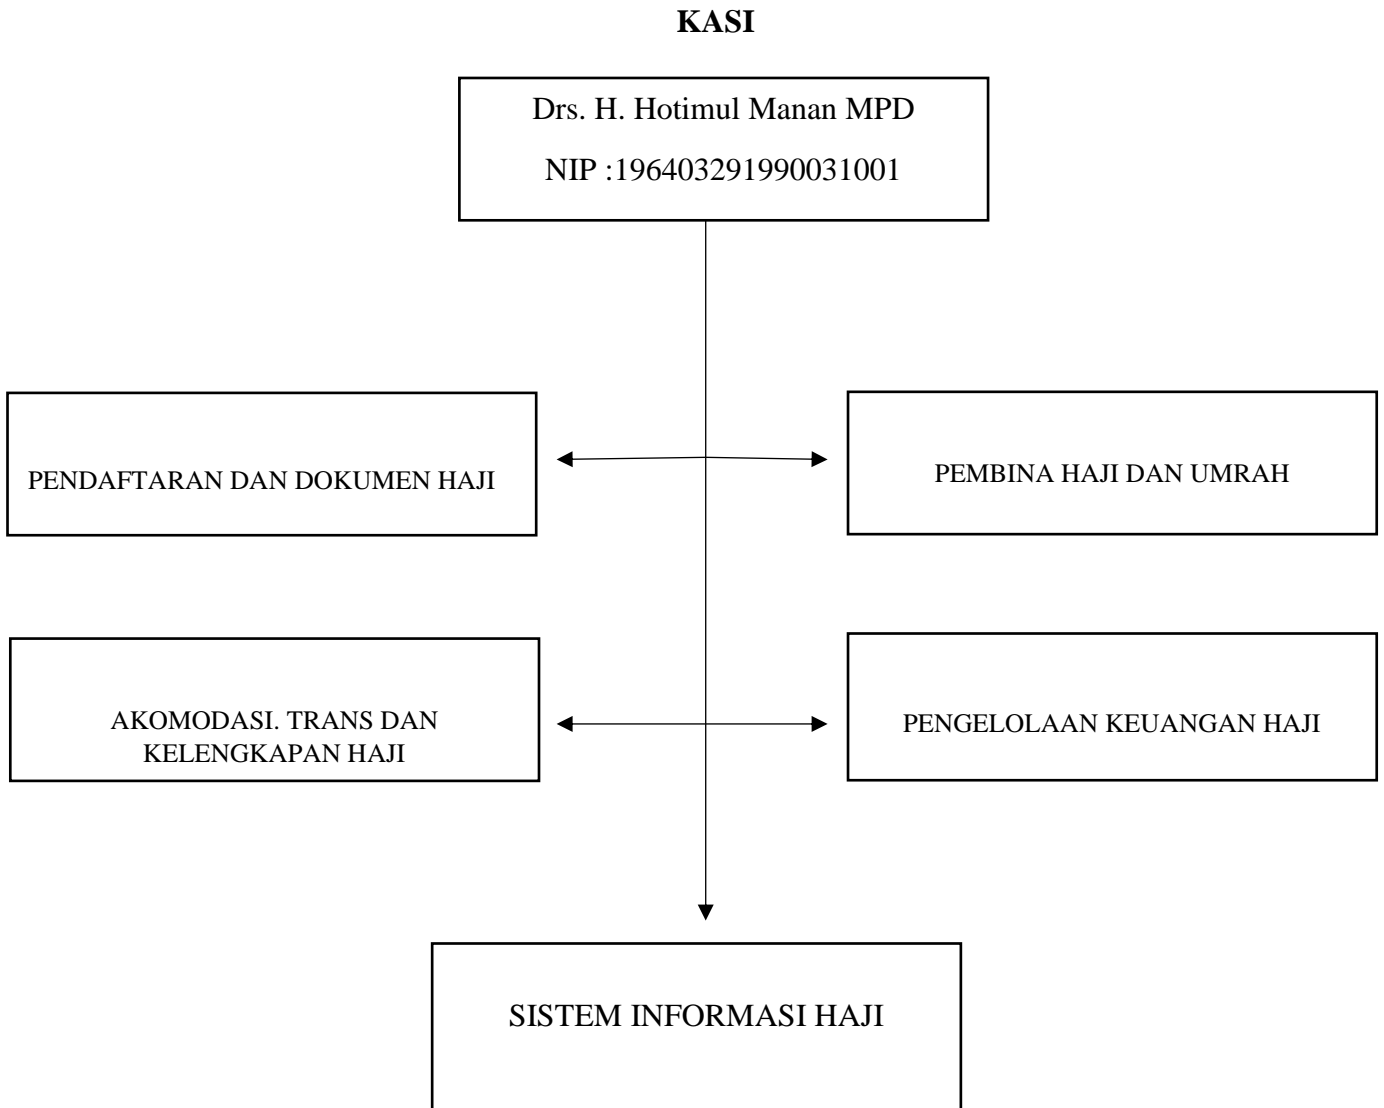 KASI
Drs. H. Hotimul Manan MPD
NIP :196403291990031001
PENDAFTARAN DAN DOKUMEN HAJI
PEMBINA HAJI DAN UMRAH
AKOMODASI. TRANS DAN
KELENGKAPAN HAJI
PENGELOLAAN KEUANGAN HAJI
SISTEM INFORMASI HAJI